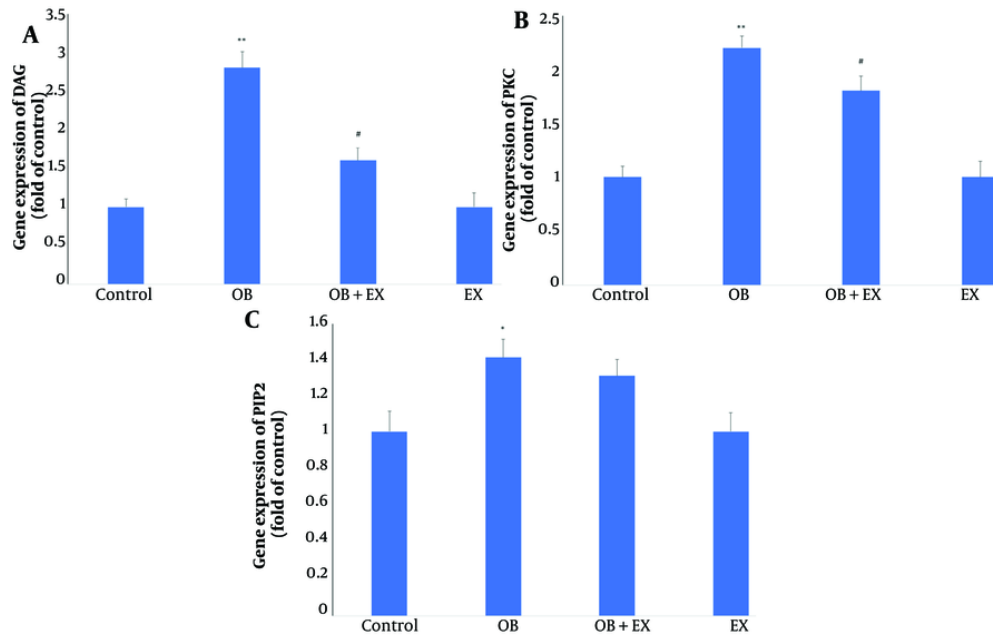 A
Gene expression of DAG
(fold of control)
3.5
3
2.5
2
1.5
1
0.5
0
**
#
Control OB OB + EX EX
B
Gene expression of PKC
(fold of control)
2.5
2
1.5
1
0.5
0
**
#
Control OB OB + EX EX
C
Gene expression of PIP2
(fold of control)
1.6
1.4
1.2
1
0.8
0.6
0.4
0.2
0
*
Control OB OB + EX EX